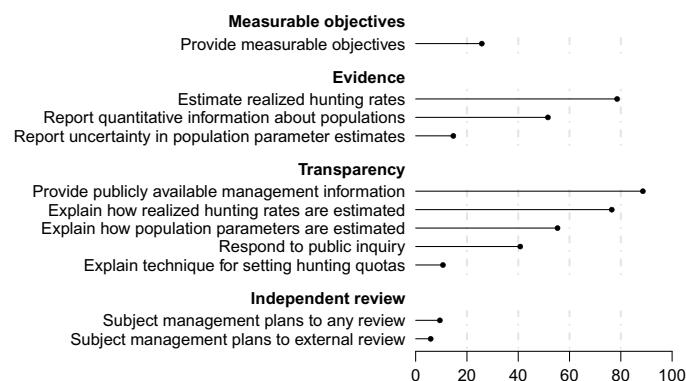 Measurable objectives
Provide measurable objectives
Evidence
Estimate realized hunting rates
Report quantitative information about populations
Report uncertainty in population parameter estimates
Transparency
Provide publicly available management information
Explain how realized hunting rates are estimated
Explain how population parameters are estimated
Respond to public inquiry
Explain technique for setting hunting quotas
Independent review
Subject management plans to any review
Subject management plans to external review
0 20 40 60 80 100